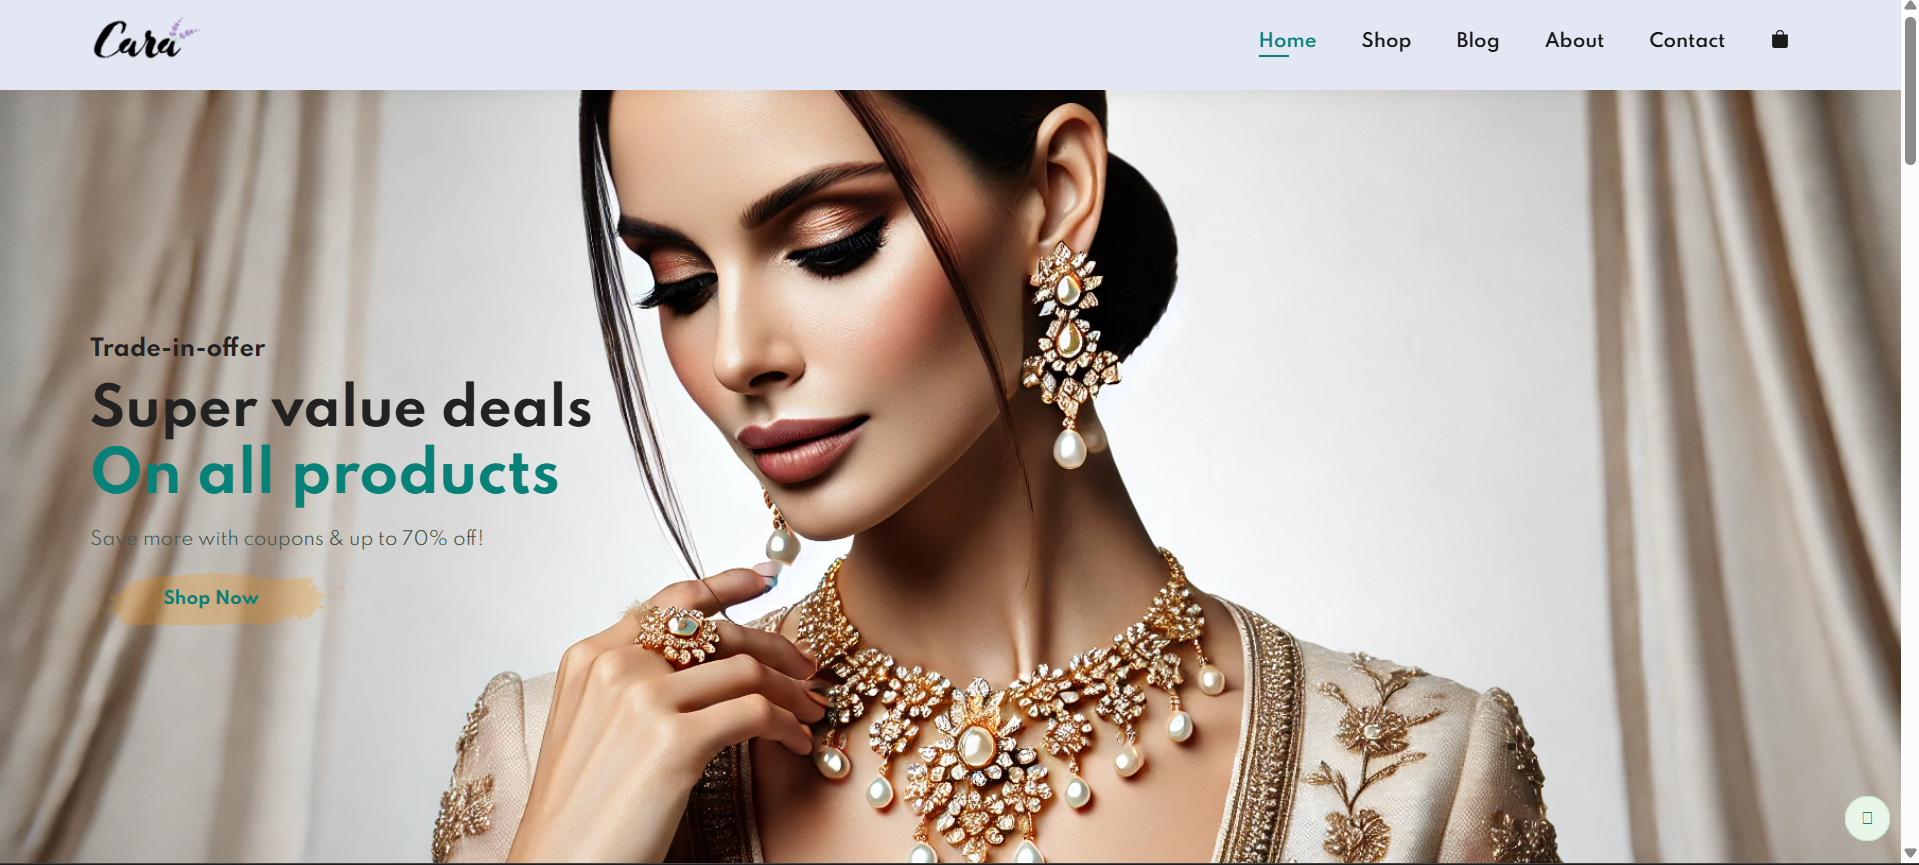 Cara
Home Shop Blog About Contact
Trade-in-offer
Super value deals
On all products
Save more with coupons & up to 70% off!
Shop Now